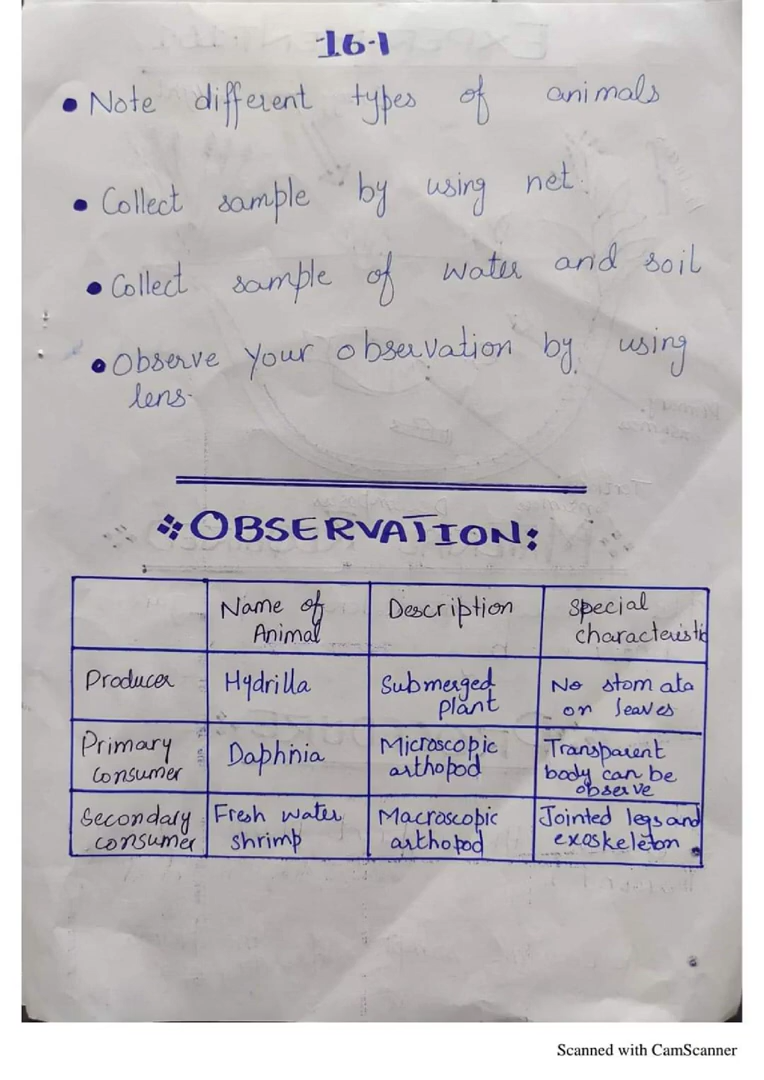 16.1
• Note different types of animals
• Collect sample by using net.
• Collect sample of water and soil
• Observe your observation by using
lens.
OBSERVATION:
Name of Animal | Description | special characteristic
Producer | Hydrilla | Submerged plant | No stomata on leaves
Primary consumer | Daphnia | Microscopic arthopod | Transparent body can be observe
Secondary consumer | Fresh water shrimp | Macroscopic arthopod | Jointed legs and exoskeleton.
Scanned with CamScanner